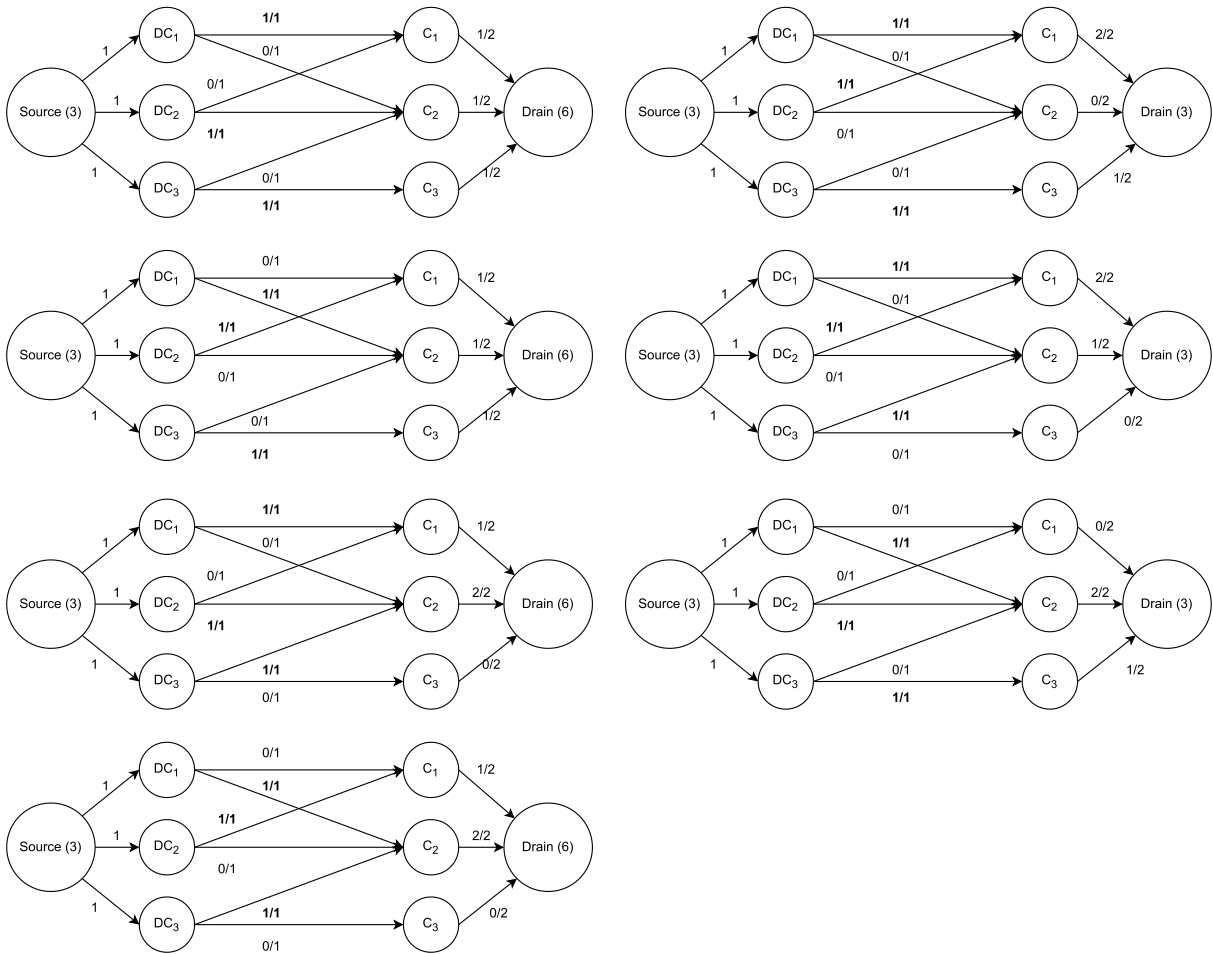 1/1
DC1
C1
1/2
0/1
1
0/1
Source (3)
1
DC2
C2
1/2
Drain (6)
1/1
1
DC3
0/1
C3
1/2
1/1
1/1
DC1
C1
2/2
0/1
1
1/1
Source (3)
1
DC2
C2
0/2
Drain (3)
0/1
1
DC3
0/1
C3
1/2
1/1
0/1
DC1
C1
1/2
1/1
1
1/1
Source (3)
1
DC2
C2
1/2
Drain (6)
0/1
1
DC3
0/1
C3
1/2
1/1
1/1
DC1
C1
2/2
0/1
1
1/1
Source (3)
1
DC2
C2
1/2
Drain (3)
0/1
1
DC3
1/1
C3
0/2
0/1
1/1
DC1
C1
1/2
0/1
1
0/1
Source (3)
1
DC2
C2
2/2
Drain (6)
1/1
1
DC3
1/1
C3
0/2
0/1
0/1
DC1
C1
0/2
1/1
1
0/1
Source (3)
1
DC2
C2
2/2
Drain (3)
1/1
1
DC3
0/1
C3
1/2
1/1
0/1
DC1
C1
1/2
1/1
1
1/1
Source (3)
1
DC2
C2
2/2
Drain (6)
0/1
1
DC3
1/1
C3
0/2
0/1